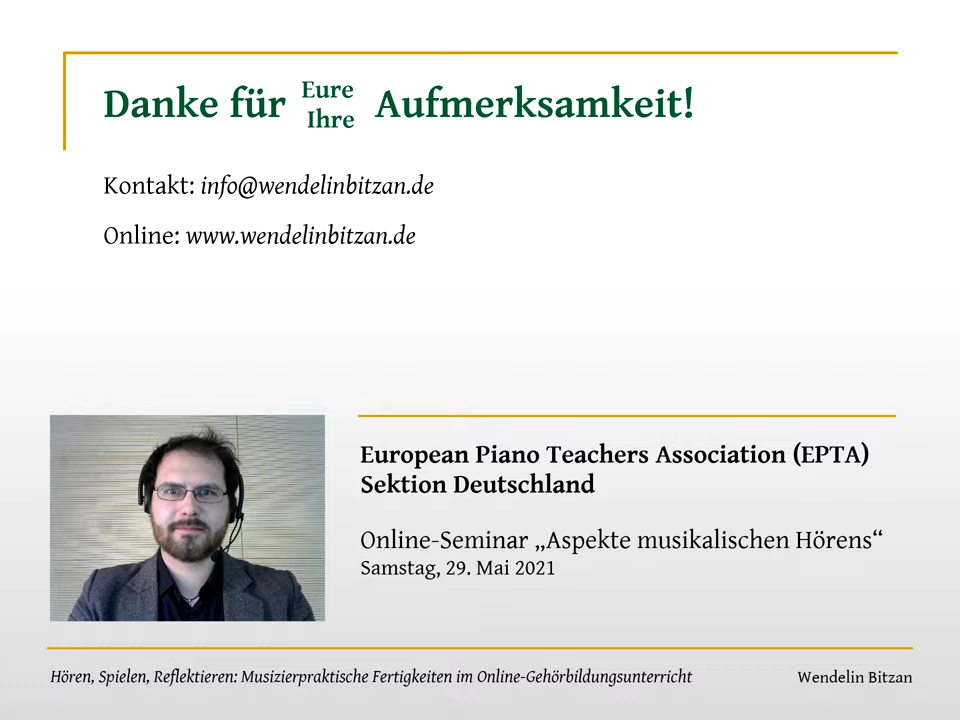 Danke für Eure Ihre Aufmerksamkeit!
Kontakt: info@wendelinbitzan.de
Online: www.wendelinbitzan.de
European Piano Teachers Association (EPTA)
Sektion Deutschland
Online-Seminar „Aspekte musikalischen Hörens“
Samstag, 29. Mai 2021
Hören, Spielen, Reflektieren: Musizierpraktische Fertigkeiten im Online-Gehörbildungsunterricht
Wendelin Bitzan